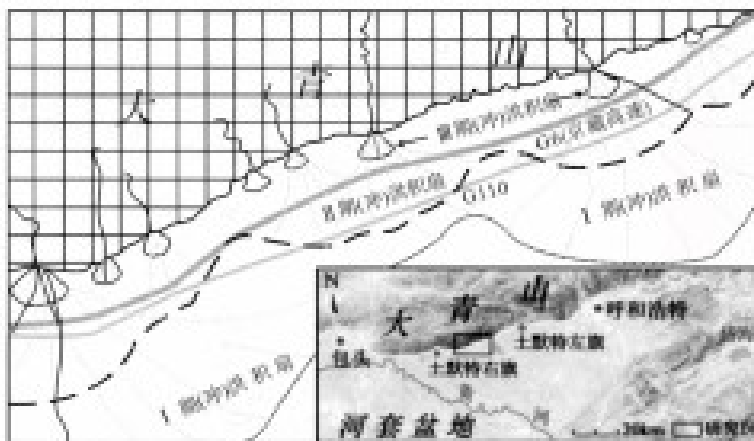 大 青 山
Ⅲ期(冲)洪积扇
G6(京藏高速)
Ⅱ期(冲)洪积扇
G110
Ⅰ期(冲)洪积扇
Ⅰ期(冲)洪积扇
N
大 青 山
呼和浩特
包头
土默特左旗
土默特右旗
黄 河
河套盆地
研究区